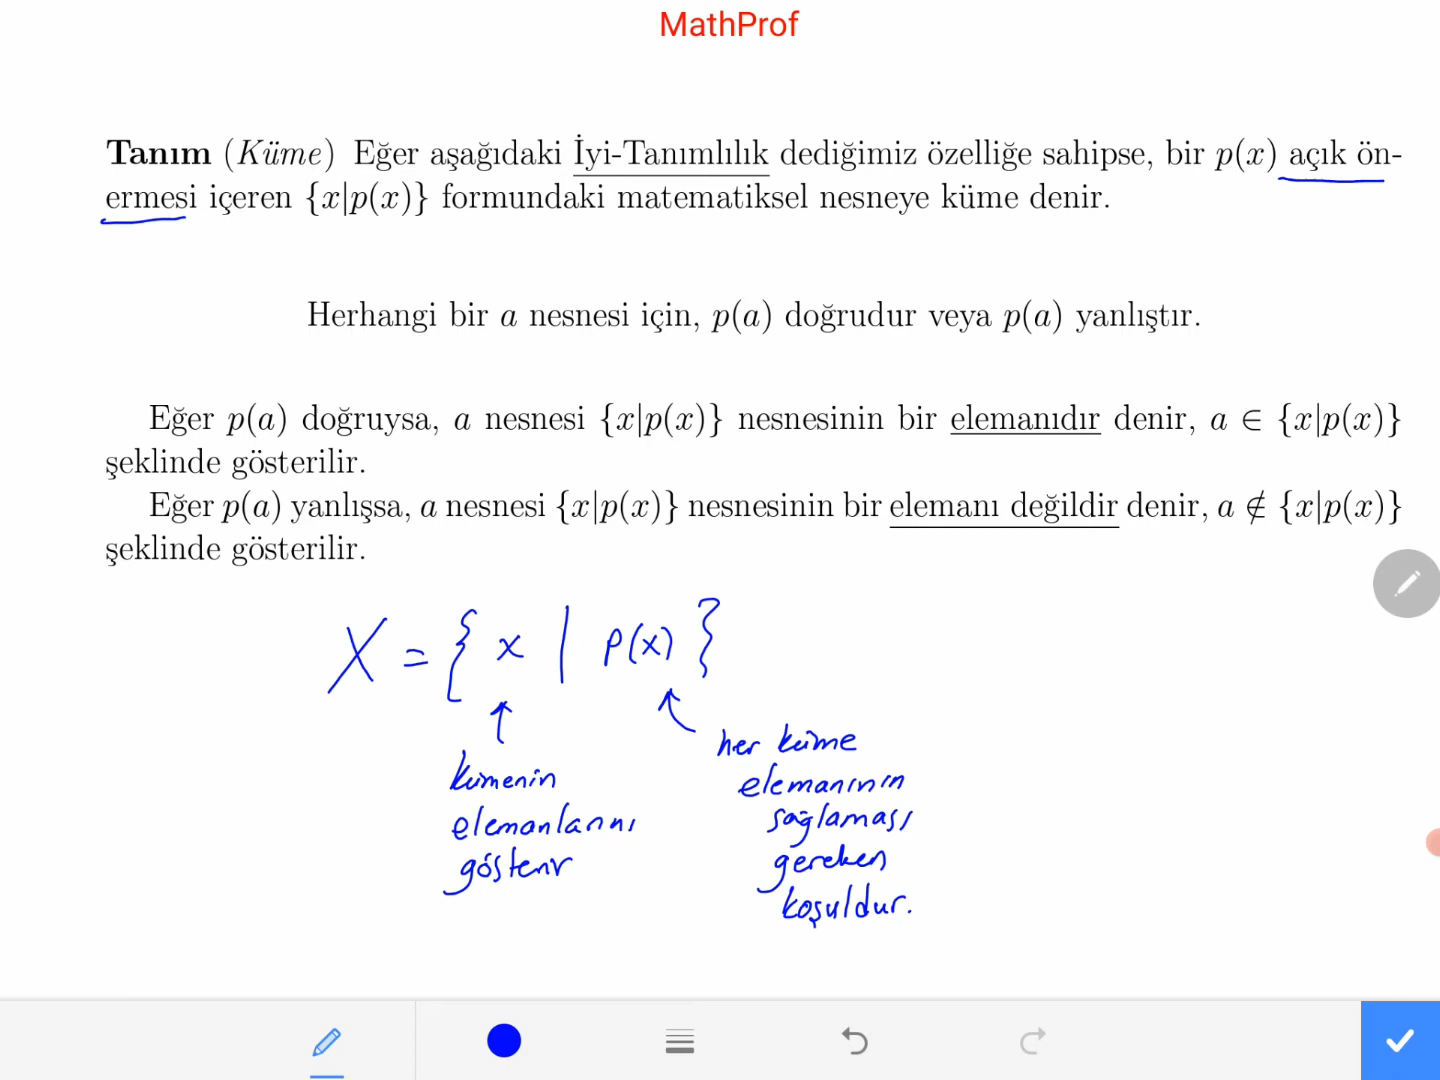 MathProf
Tanım (Küme) Eğer aşağıdaki İyi-Tanımlılık dediğimiz özelliğe sahipse, bir p(x) açık ön-
ermesi içeren {x|p(x)} formundaki matematiksel nesneye küme denir.
Herhangi bir a nesnesi için, p(a) doğrudur veya p(a) yanlıştır.
Eğer p(a) doğruysa, a nesnesi {x|p(x)} nesnesinin bir elemanıdır denir, a ∈ {x|p(x)}
şeklinde gösterilir.
Eğer p(a) yanlışsa, a nesnesi {x|p(x)} nesnesinin bir elemanı değildir denir, a ∉ {x|p(x)}
şeklinde gösterilir.
X = { x | p(x) }
kümenin
elemanlarını
gösterir
her küme
elemanının
sağlaması
gereken
koşuldur.